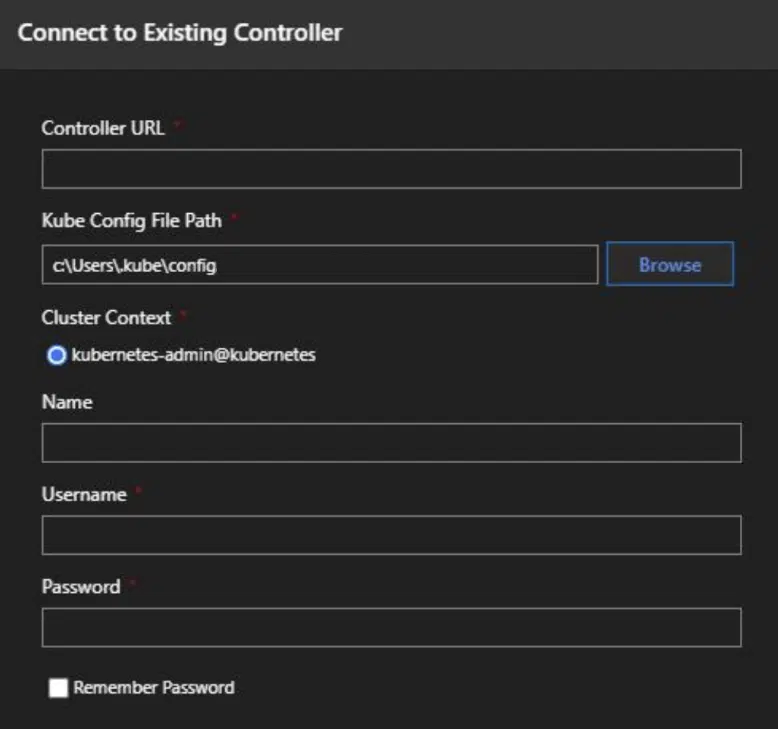 Connect to Existing Controller
Controller URL *
Kube Config File Path *
c:\Users\.kube\config
Browse
Cluster Context *
kubernetes-admin@kubernetes
Name
Username *
Password *
Remember Password